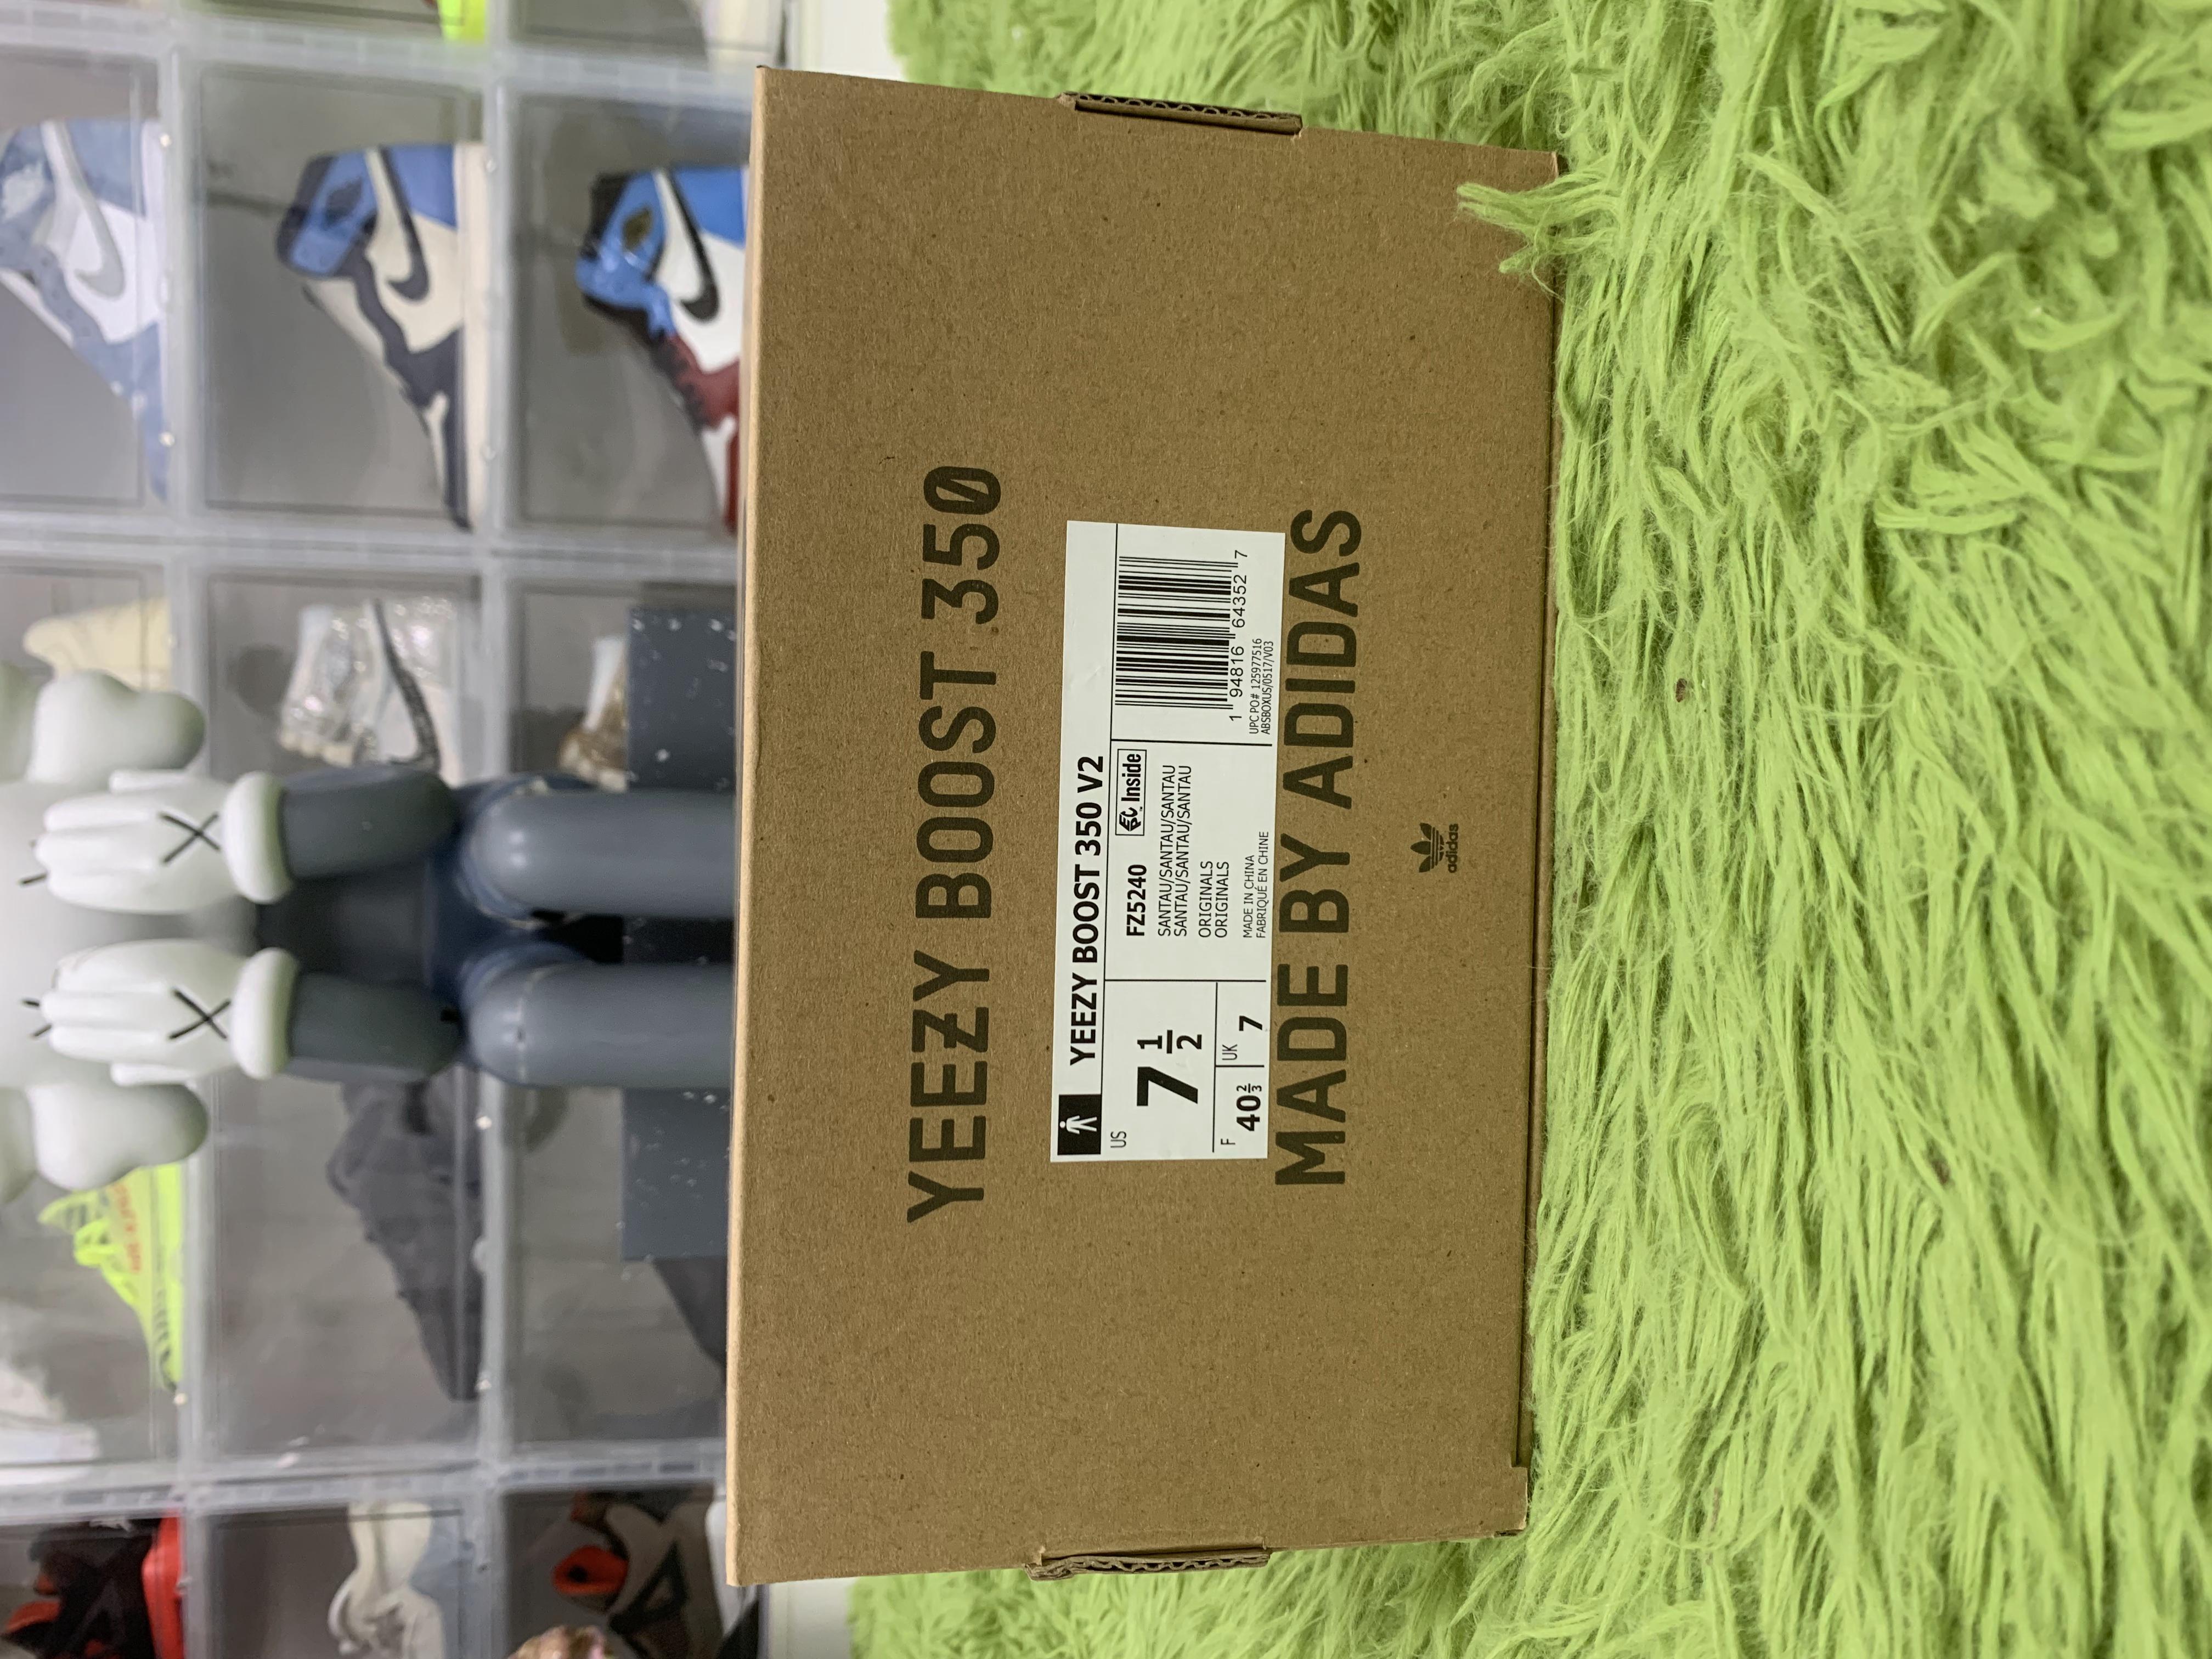 YEEZY BOOST 350
YEEZY BOOST 350 V2
US
7 1/2
F
40 2/3
UK
7
FZ5240
EPC Inside
SANTAU/SANTAU/SANTAU
SANTAU/SANTAU/SANTAU
ORIGINALS
ORIGINALS
MADE IN CHINA
FABRIQUÉ EN CHINE
1 94816 64352 7
UPC PO# 125977516
ABSBOXUS/0517/V03
MADE BY ADIDAS
adidas